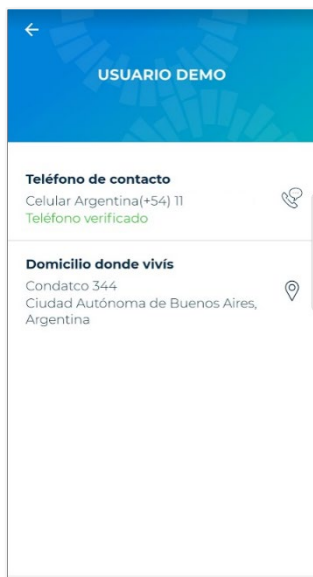 USUARIO DEMO
Teléfono de contacto
Celular Argentina(+54) 11
Teléfono verificado
Domicilio donde vivís
Condatco 344
Ciudad Autónoma de Buenos Aires,
Argentina